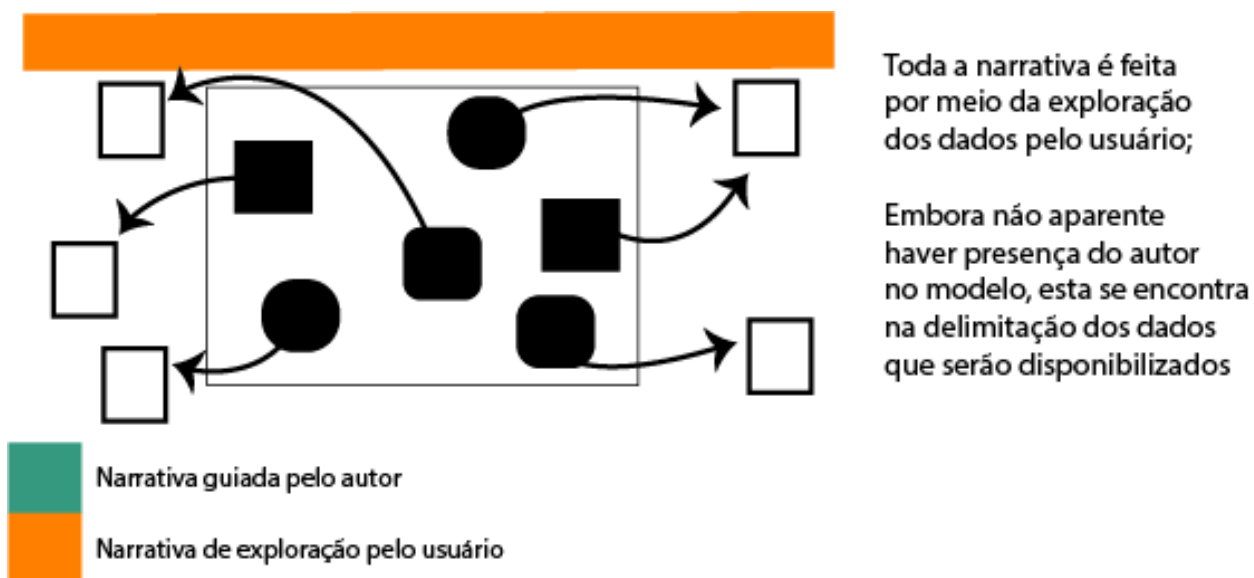 Toda a narrativa é feita
por meio da exploração
dos dados pelo usuário;
Embora não aparente
haver presença do autor
no modelo, esta se encontra
na delimitação dos dados
que serão disponibilizados
Narrativa guiada pelo autor
Narrativa de exploração pelo usuário